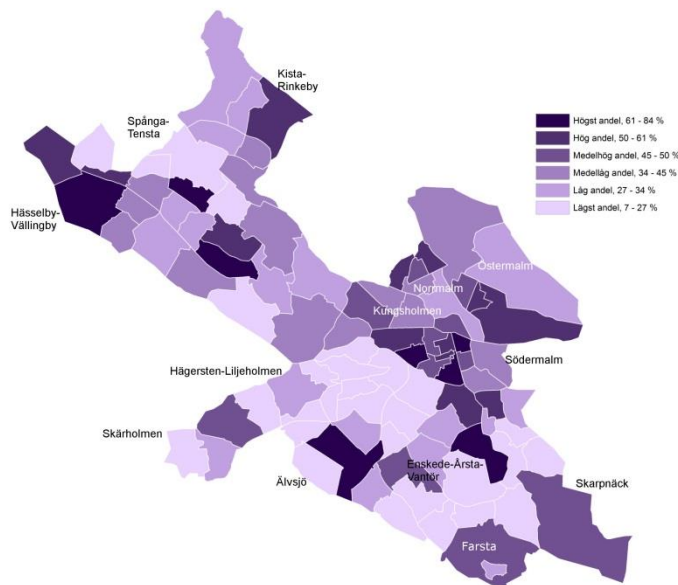 Kista-
Rinkeby
Spånga-
Tensta
Högst andel, 61 - 84 %
Hög andel, 50 - 61 %
Medelhög andel, 45 - 50 %
Medellåg andel, 34 - 45 %
Låg andel, 27 - 34 %
Lägst andel, 7 - 27 %
Hässelby-
Vällingby
Östermalm
Norrmalm
Kungsholmen
Södermalm
Hägersten-Liljeholmen
Skärholmen
Älvsjö
Enskede-Årsta-
Vantör
Skarpnäck
Farsta